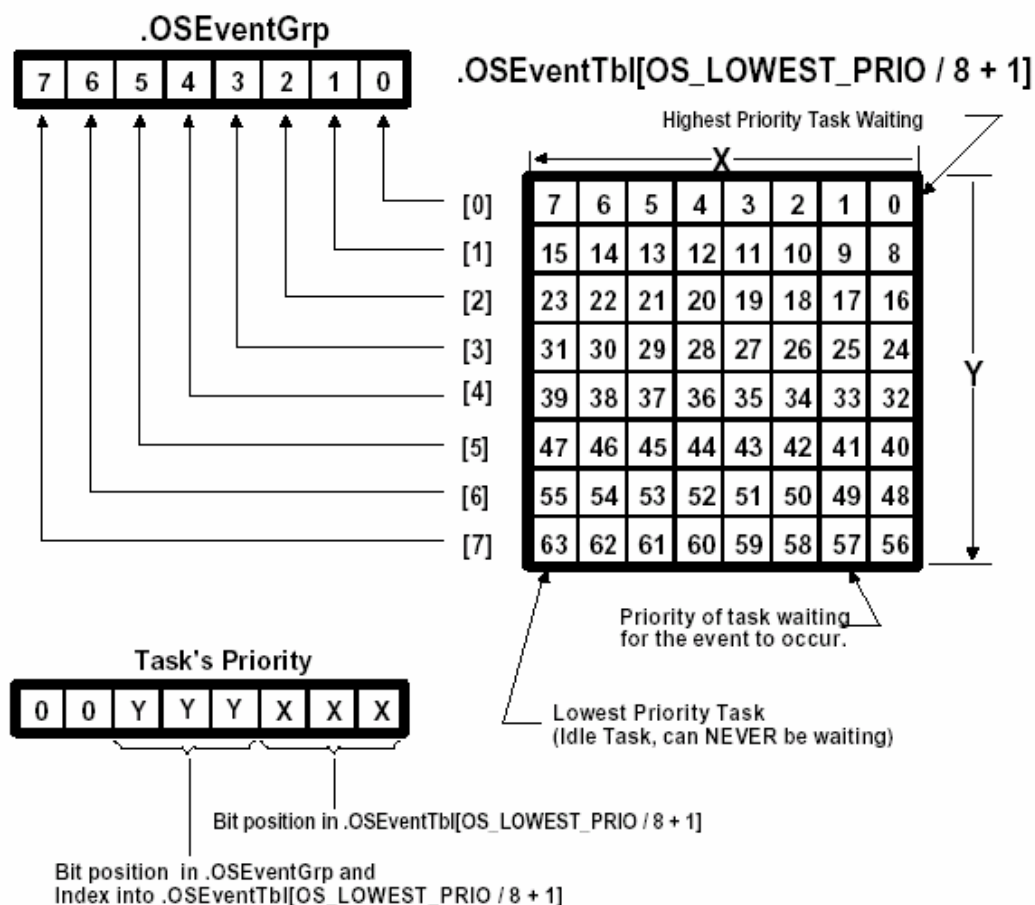 .OSEventGrp
7 6 5 4 3 2 1 0
.OSEventTbl[OS_LOWEST_PRIO / 8 + 1]
Highest Priority Task Waiting
X
[0] 7 6 5 4 3 2 1 0
[1] 15 14 13 12 11 10 9 8
[2] 23 22 21 20 19 18 17 16
[3] 31 30 29 28 27 26 25 24
[4] 39 38 37 36 35 34 33 32
[5] 47 46 45 44 43 42 41 40
[6] 55 54 53 52 51 50 49 48
[7] 63 62 61 60 59 58 57 56
Y
Priority of task waiting
for the event to occur.
Task's Priority
0 0 Y Y Y X X X
Lowest Priority Task
(Idle Task, can NEVER be waiting)
Bit position in .OSEventTbl[OS_LOWEST_PRIO / 8 + 1]
Bit position in .OSEventGrp and
Index into .OSEventTbl[OS_LOWEST_PRIO / 8 + 1]